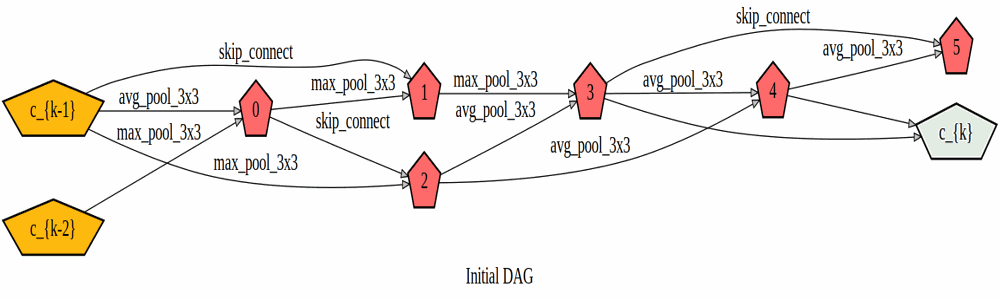 skip_connect
skip_connect
5
avg_pool_3x3
max_pool_3x3
max_pool_3x3
avg_pool_3x3
1
3
4
c_{k-1}
avg_pool_3x3
0
avg_pool_3x3
skip_connect
c_{k}
max_pool_3x3
avg_pool_3x3
max_pool_3x3
2
c_{k-2}
Initial DAG